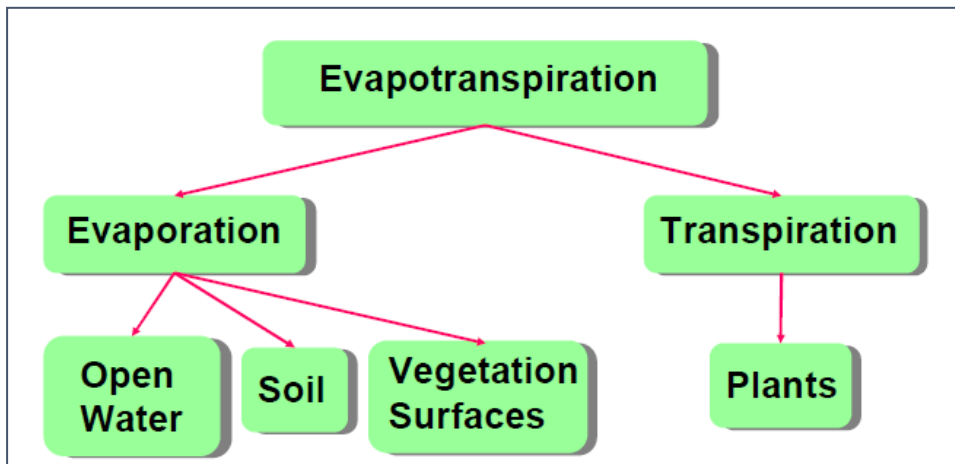 Evapotranspiration
Evaporation
Transpiration
Open
Water
Soil
Vegetation
Surfaces
Plants